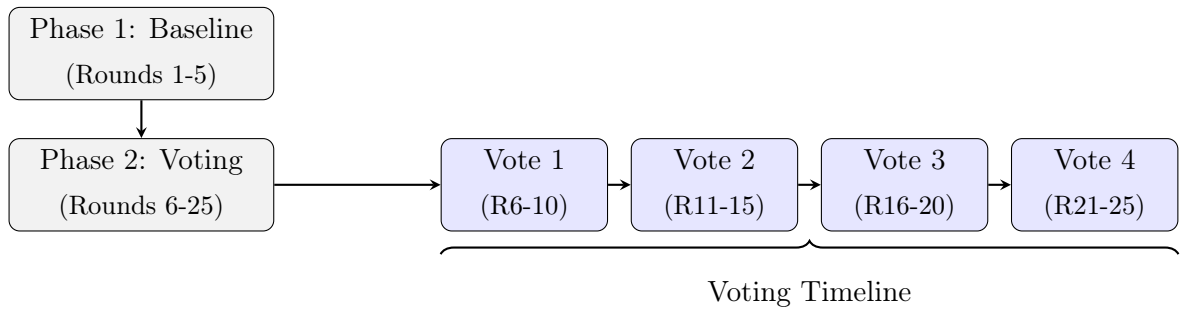 Phase 1: Baseline
(Rounds 1-5)
Phase 2: Voting
(Rounds 6-25)
Vote 1
(R6-10)
Vote 2
(R11-15)
Vote 3
(R16-20)
Vote 4
(R21-25)
Voting Timeline